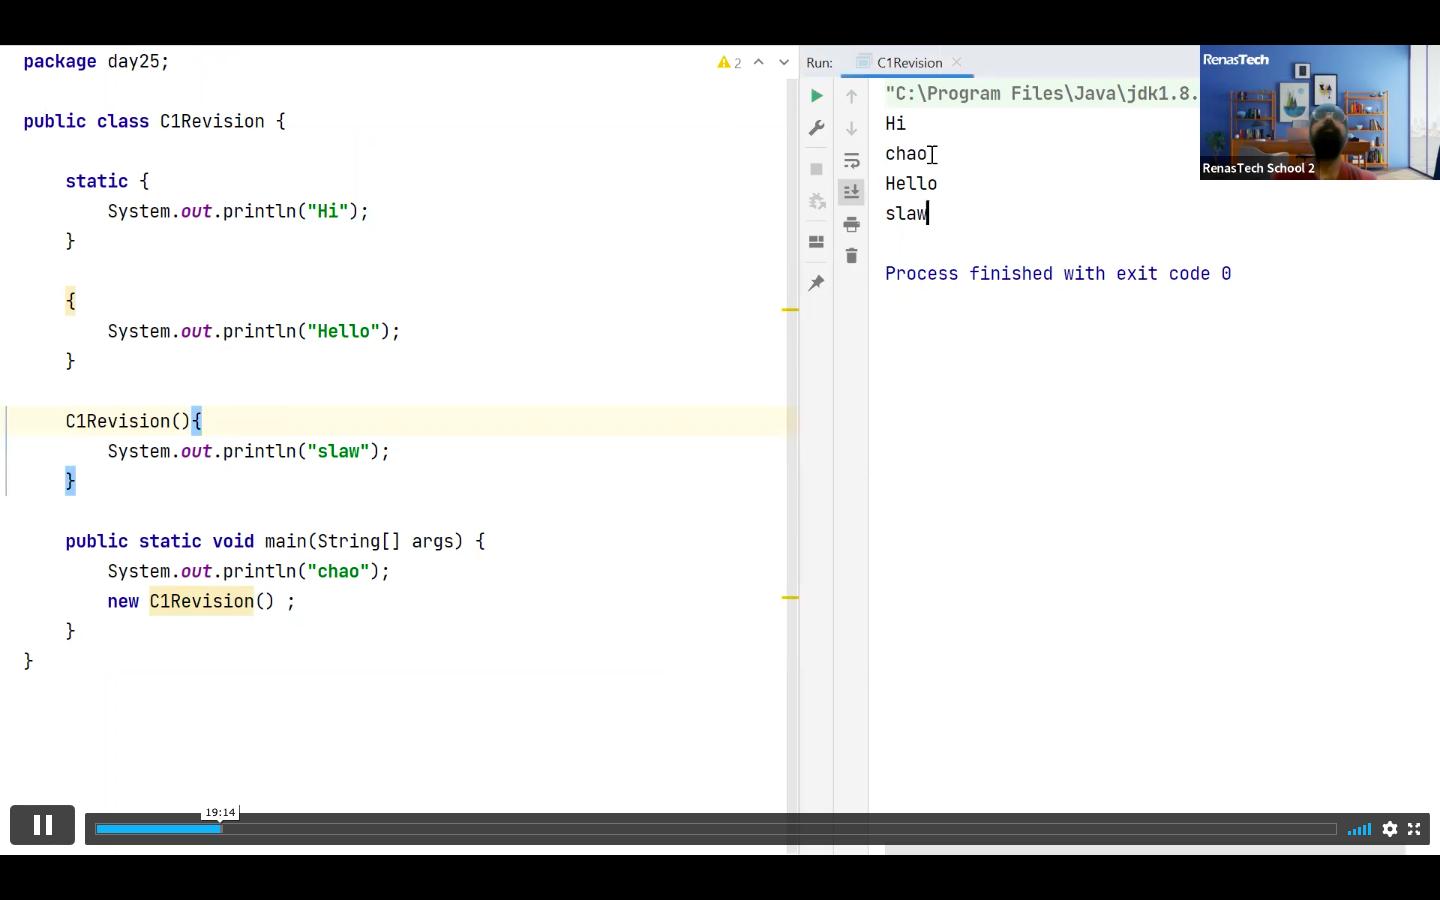 package day25;
public class C1Revision {
static {
System.out.println("Hi");
}
{
System.out.println("Hello");
}
C1Revision(){
System.out.println("slaw");
}
public static void main(String[] args) {
System.out.println("chao");
new C1Revision() ;
}
}
2
Run: C1Revision
"C:\Program Files\Java\jdk1.8.
Hi
chao
Hello
slaw
Process finished with exit code 0
RenasTech
RenasTech School 2
19:14